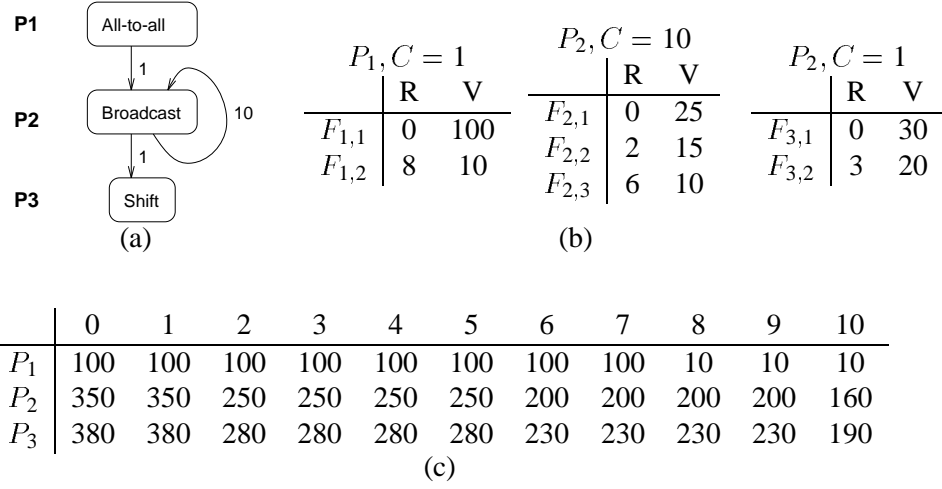 P1 All-to-all
1
P2 Broadcast 10
1
P3 Shift
(a)
P₁, C = 1
R V
F₁,₁ 0 100
F₁,₂ 8 10
P₂, C = 10
R V
F₂,₁ 0 25
F₂,₂ 2 15
F₂,₃ 6 10
P₂, C = 1
R V
F₃,₁ 0 30
F₃,₂ 3 20
(b)
0 1 2 3 4 5 6 7 8 9 10
P₁ 100 100 100 100 100 100 100 100 10 10 10
P₂ 350 350 250 250 250 250 200 200 200 200 160
P₃ 380 380 280 280 280 280 230 230 230 230 190
(c)